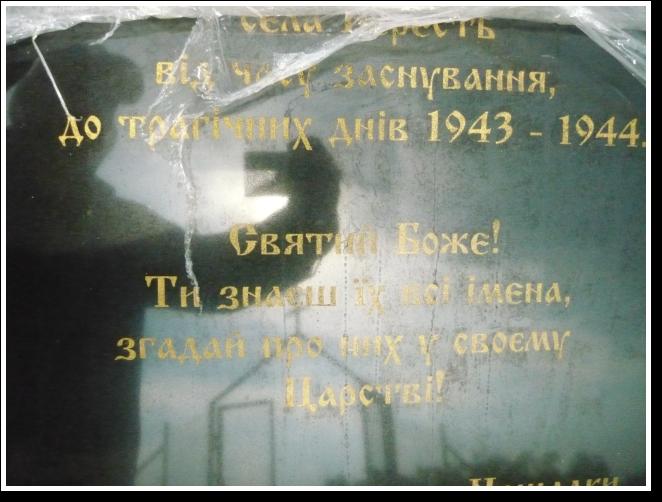 села
від часу заснування,
до трагічних днів 1943 - 1944.
Святий Боже!
Ти знаєш їх всі імена,
згадай про них у своєму
Царстві!
Нащадки